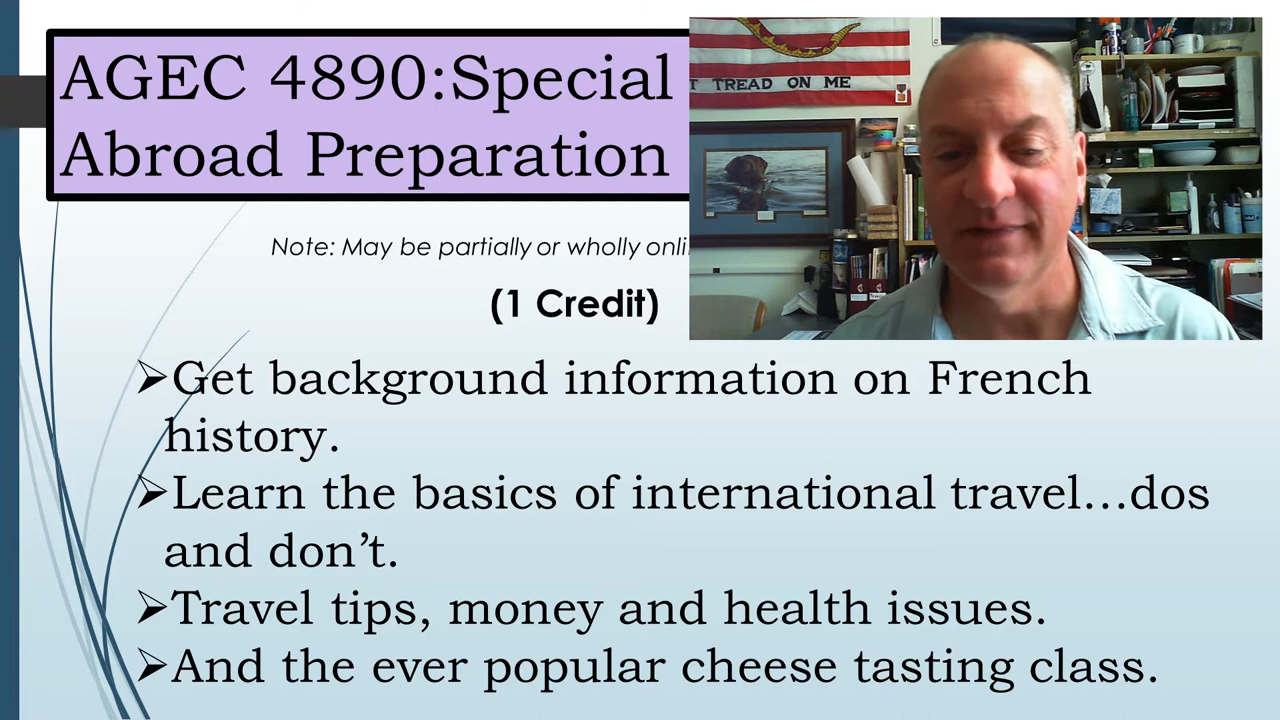 AGEC 4890:Special
Abroad Preparation
TREAD ON ME
Note: May be partially or wholly
(1 Credit)
➢Get background information on French
history.
➢Learn the basics of international travel…dos
and don’t.
➢Travel tips, money and health issues.
➢And the ever popular cheese tasting class.